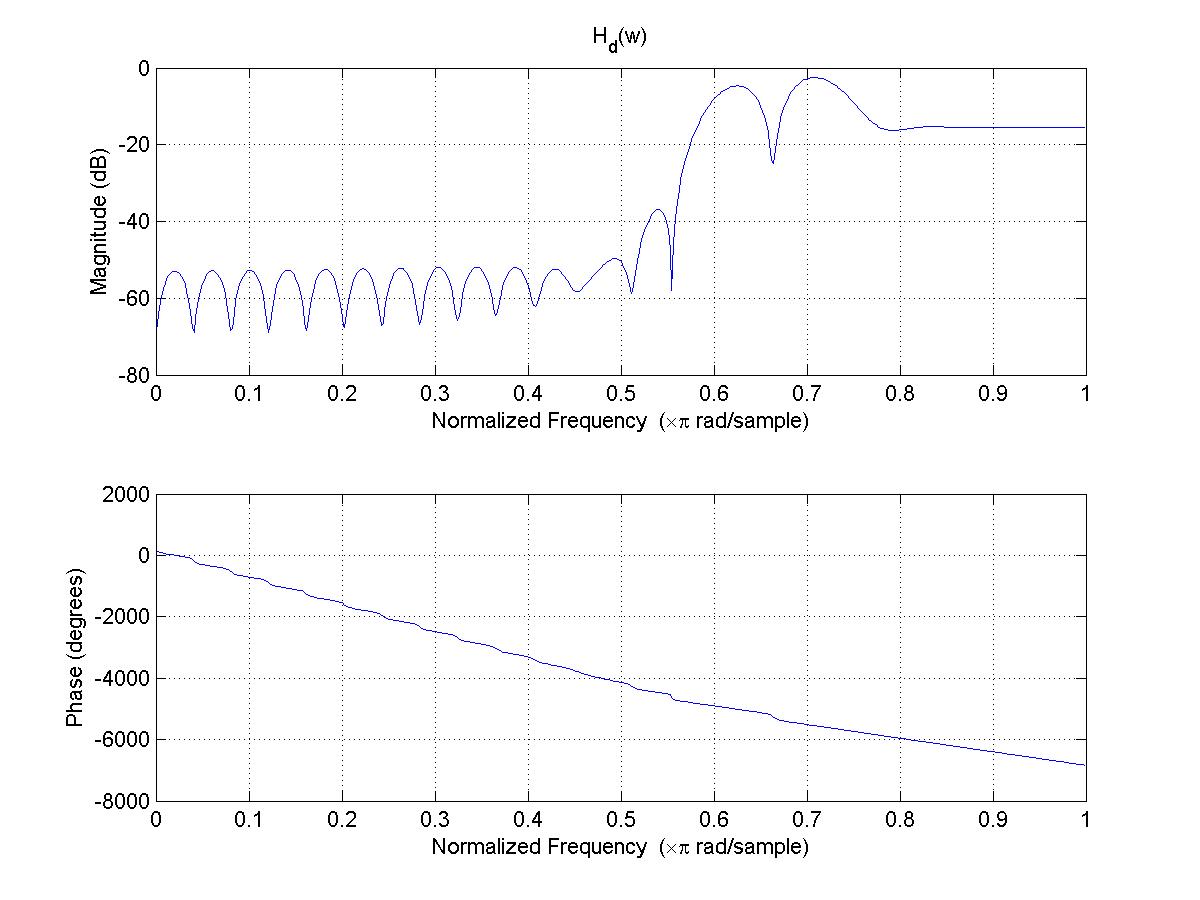 H_d(w)
0
-20
-40
-60
-80
Magnitude (dB)
0 0.1 0.2 0.3 0.4 0.5 0.6 0.7 0.8 0.9 1
Normalized Frequency (×π rad/sample)
2000
0
-2000
-4000
-6000
-8000
Phase (degrees)
0 0.1 0.2 0.3 0.4 0.5 0.6 0.7 0.8 0.9 1
Normalized Frequency (×π rad/sample)